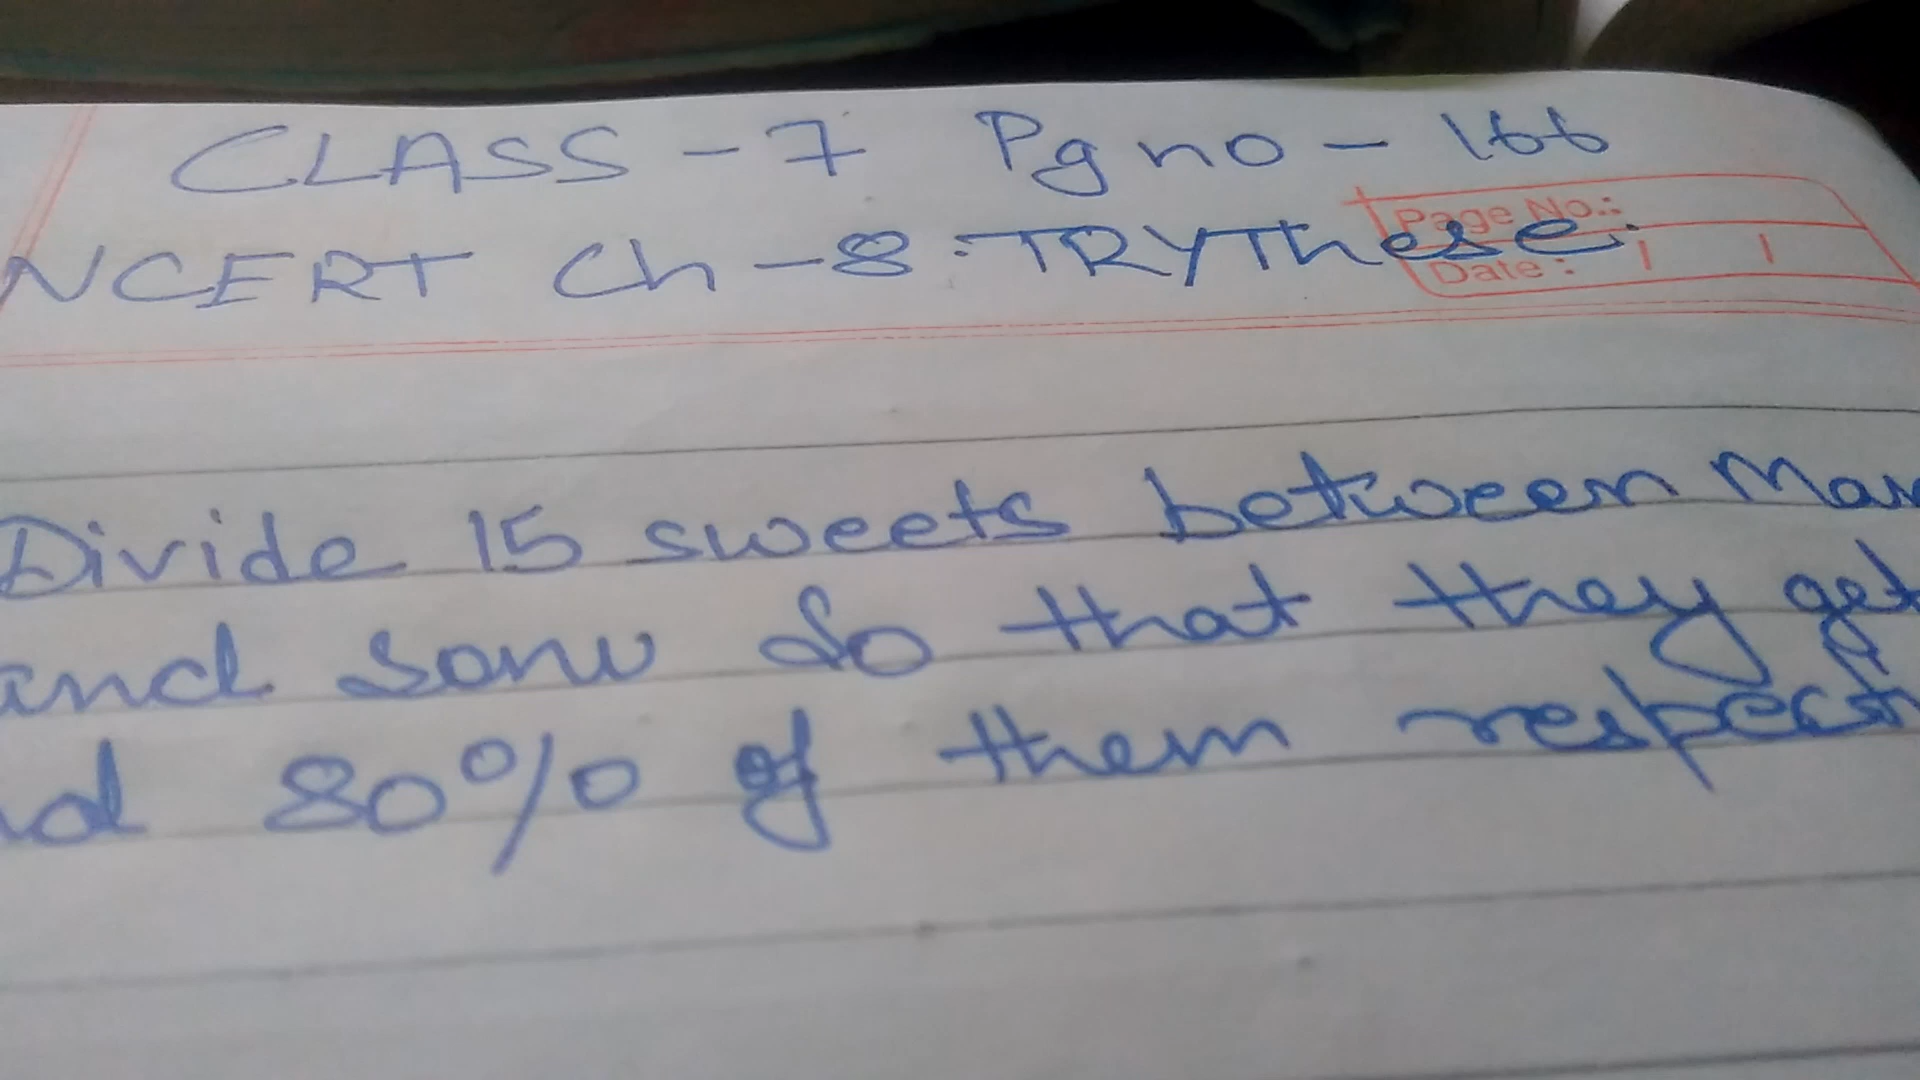 CLASS - 7 Pg no - 166
Page No.:
NCERT Ch - 8 : TRY These.
Date :
Divide 15 sweets between
and sonu So that they get
80% of them